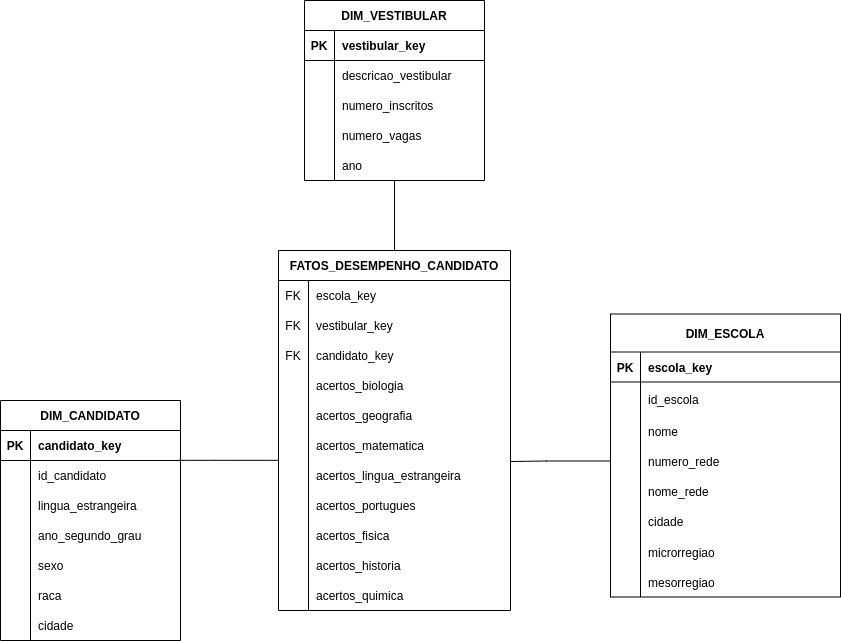 DIM_VESTIBULAR
PK vestibular_key
descricao_vestibular
numero_inscritos
numero_vagas
ano
FATOS_DESEMPENHO_CANDIDATO
FK escola_key
FK vestibular_key
FK candidato_key
acertos_biologia
acertos_geografia
acertos_matematica
acertos_lingua_estrangeira
acertos_portugues
acertos_fisica
acertos_historia
acertos_quimica
DIM_ESCOLA
PK escola_key
id_escola
nome
numero_rede
nome_rede
cidade
microrregiao
mesorregiao
DIM_CANDIDATO
PK candidato_key
id_candidato
lingua_estrangeira
ano_segundo_grau
sexo
raca
cidade